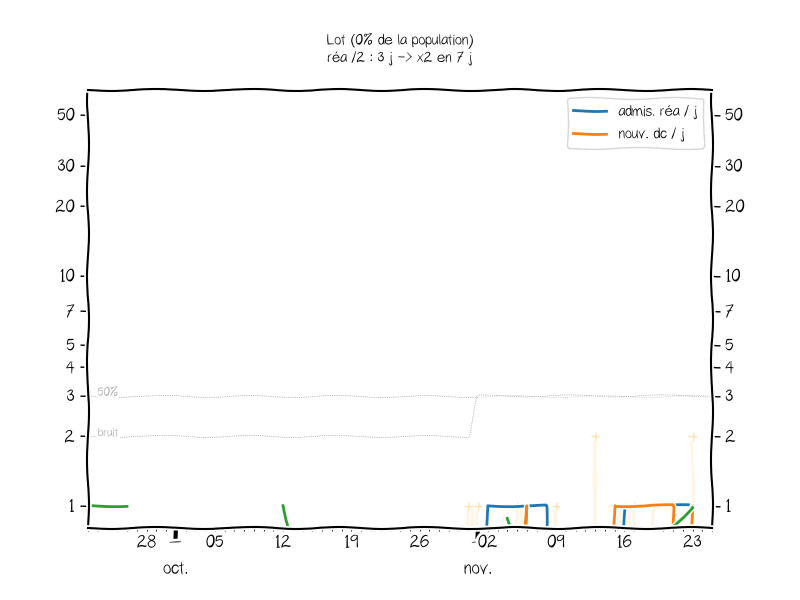 Lot (0% de la population)
réa /2 : 3 j -> x2 en 7 j
admis. réa / j
nouv. dc / j
50 50
30 30
20 20
10 10
7 7
5 5
4 4
3 50% 3
2 bruit 2
1 1
28 05 12 19 26 02 09 16 23
oct. nov.